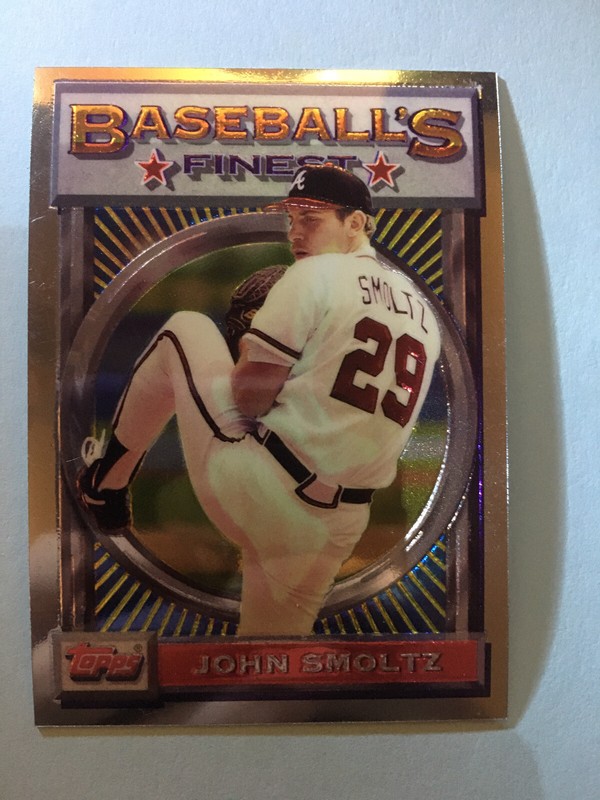 BASEBALL'S
FINEST
A
SMOLTZ
29
Topps®
JOHN SMOLTZ